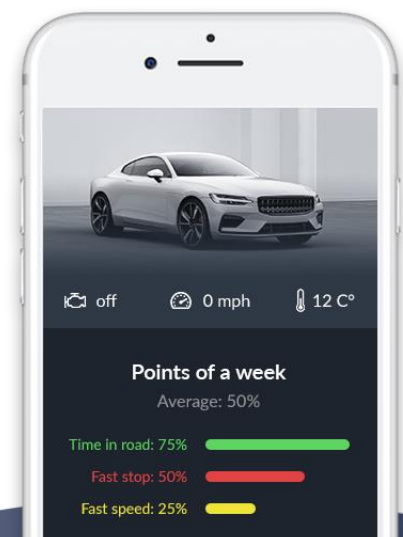 off 0 mph 12 C°
Points of a week
Average: 50%
Time in road: 75%
Fast stop: 50%
Fast speed: 25%